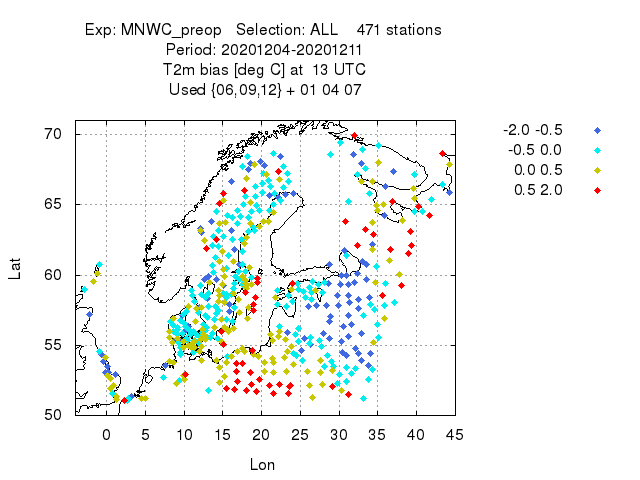 Exp: MNWC_preop   Selection: ALL    471 stations
Period: 20201204-20201211
T2m bias [deg C] at  13 UTC
Used {06,09,12} + 01 04 07
70
65
60
55
50
Lat
0 5 10 15 20 25 30 35 40 45
Lon
-2.0 -0.5
-0.5 0.0
0.0 0.5
0.5 2.0